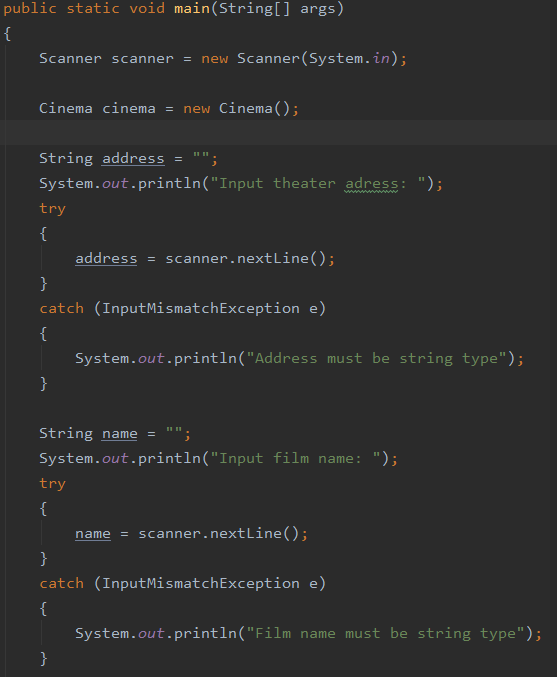 public static void main(String[] args)
{
Scanner scanner = new Scanner(System.in);
Cinema cinema = new Cinema();
String address = "";
System.out.println("Input theater adress: ");
try
{
address = scanner.nextLine();
}
catch (InputMismatchException e)
{
System.out.println("Address must be string type");
}
String name = "";
System.out.println("Input film name: ");
try
{
name = scanner.nextLine();
}
catch (InputMismatchException e)
{
System.out.println("Film name must be string type");
}